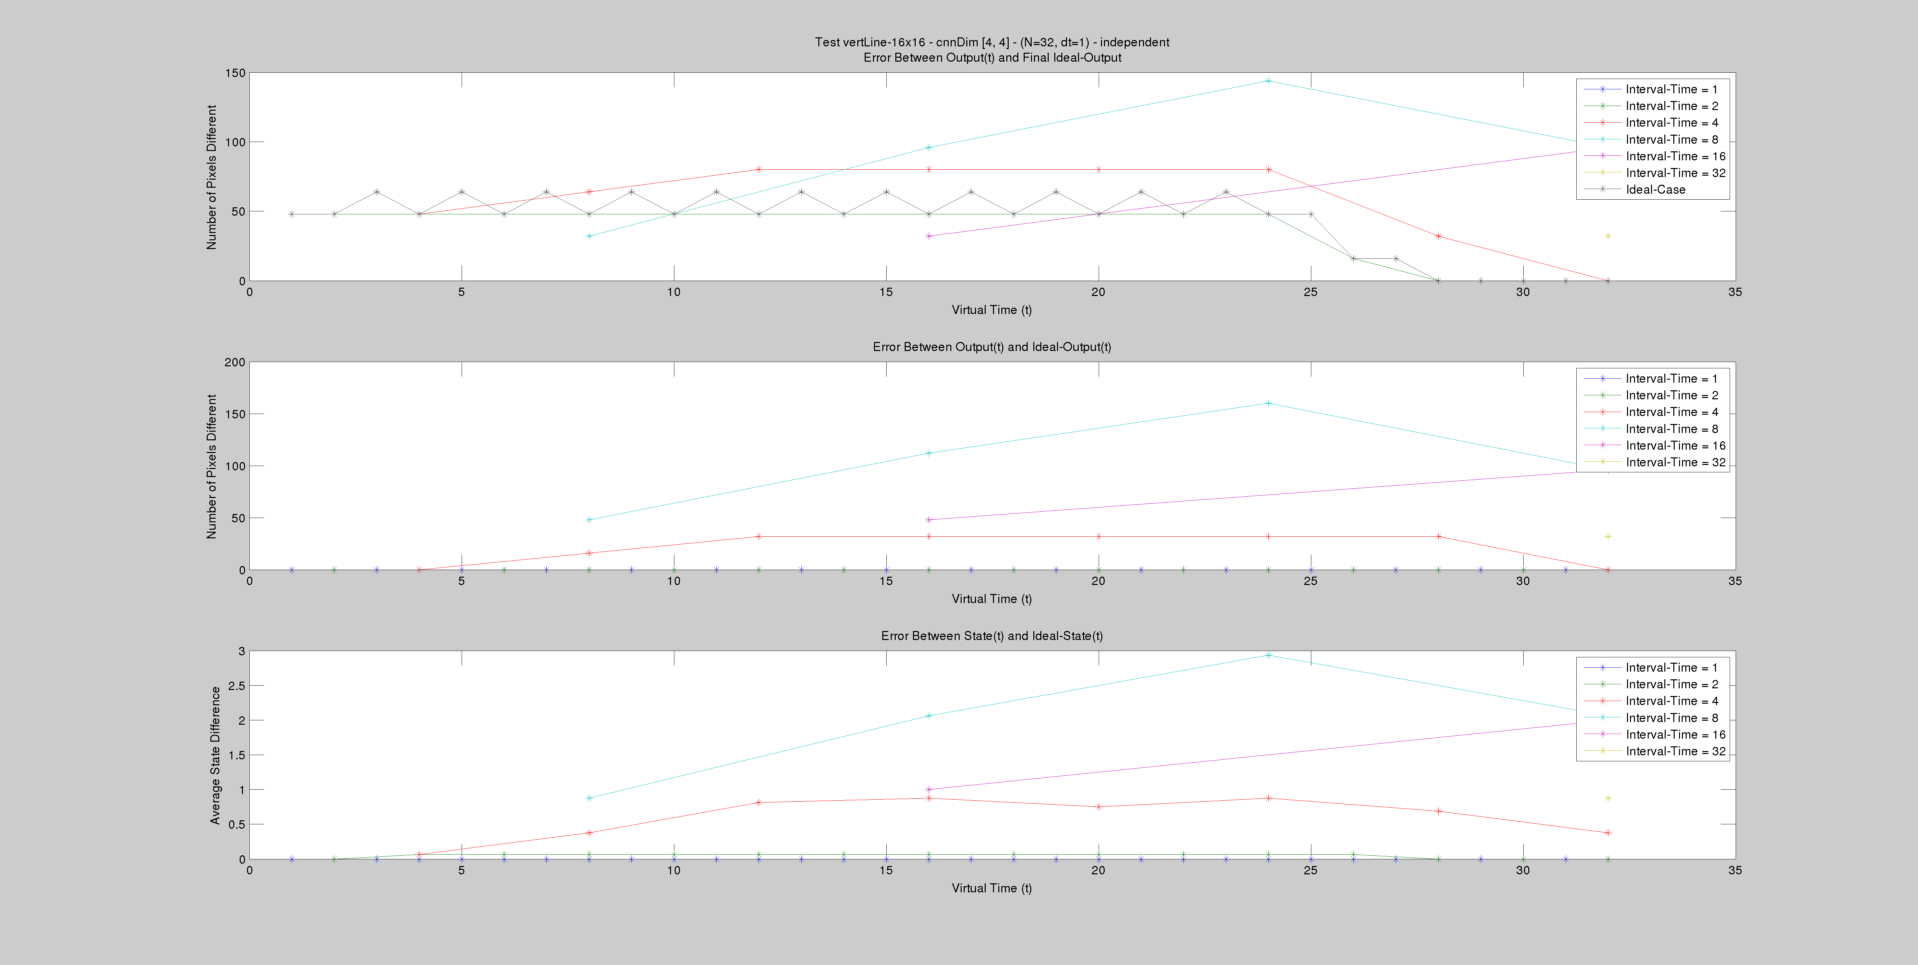 Test vertLine-16x16 - cnnDim [4, 4] - (N=32, dt=1) - independent
Error Between Output(t) and Final Ideal-Output
Number of Pixels Different
150
100
50
0
0 5 10 15 20 25 30 35
Virtual Time (t)
Interval-Time = 1
Interval-Time = 2
Interval-Time = 4
Interval-Time = 8
Interval-Time = 16
Interval-Time = 32
Ideal-Case
Error Between Output(t) and Ideal-Output(t)
Number of Pixels Different
200
150
100
50
0
0 5 10 15 20 25 30 35
Virtual Time (t)
Interval-Time = 1
Interval-Time = 2
Interval-Time = 4
Interval-Time = 8
Interval-Time = 16
Interval-Time = 32
Error Between State(t) and Ideal-State(t)
Average State Difference
3
2.5
2
1.5
1
0.5
0
0 5 10 15 20 25 30 35
Virtual Time (t)
Interval-Time = 1
Interval-Time = 2
Interval-Time = 4
Interval-Time = 8
Interval-Time = 16
Interval-Time = 32